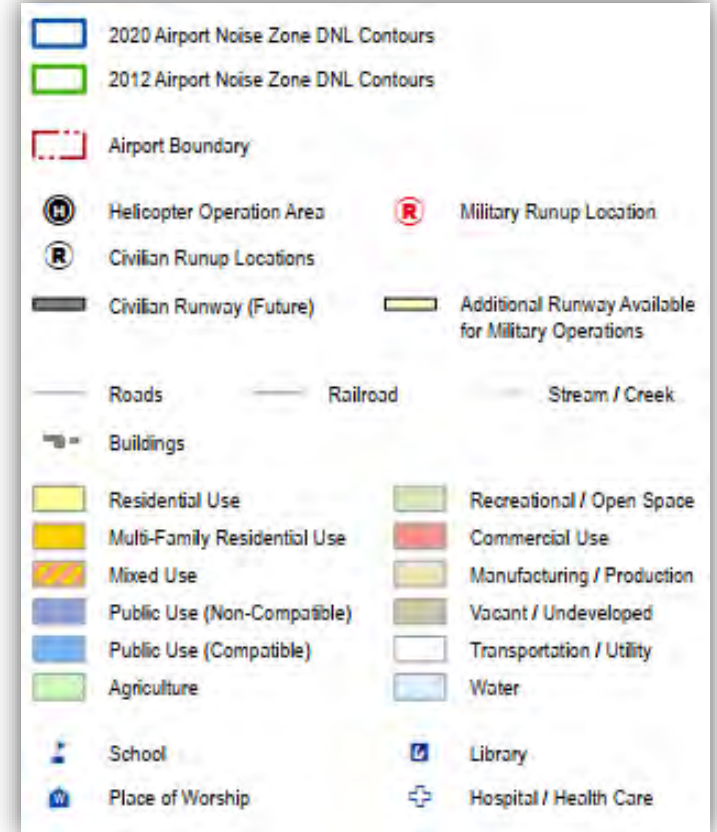 2020 Airport Noise Zone DNL Contours
2012 Airport Noise Zone DNL Contours
Airport Boundary
H Helicopter Operation Area
R Military Runup Location
R Civilian Runup Locations
Civilian Runway (Future)
Additional Runway Available
for Military Operations
Roads
Railroad
Stream / Creek
Buildings
Residential Use
Recreational / Open Space
Multi-Family Residential Use
Commercial Use
Mixed Use
Manufacturing / Production
Public Use (Non-Compatible)
Vacant / Undeveloped
Public Use (Compatible)
Transportation / Utility
Agriculture
Water
School
Library
W Place of Worship
Hospital / Health Care